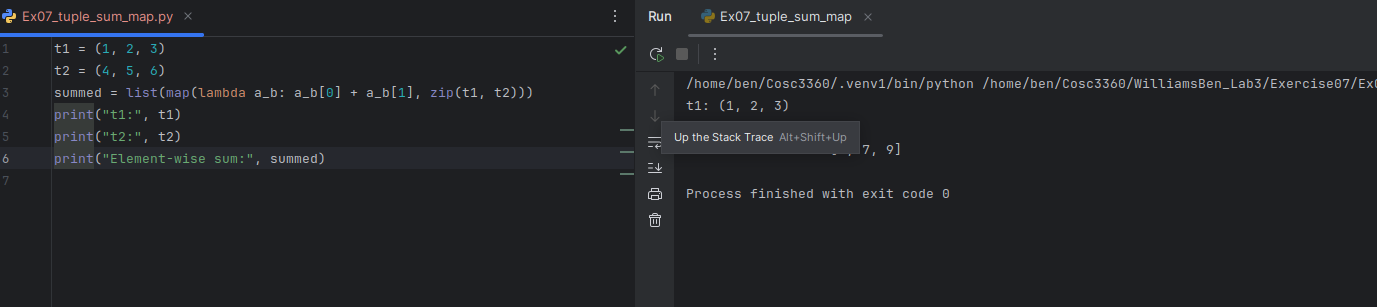 Ex07_tuple_sum_map.py
Run Ex07_tuple_sum_map
1 t1 = (1, 2, 3)
2 t2 = (4, 5, 6)
3 summed = list(map(lambda a_b: a_b[0] + a_b[1], zip(t1, t2)))
4 print("t1:", t1)
5 print("t2:", t2)
6 print("Element-wise sum:", summed)
7
/home/ben/Cosc3360/.venv1/bin/python /home/ben/Cosc3360/WilliamsBen_Lab3/Exercise07/Ex0
t1: (1, 2, 3)
Up the Stack Trace Alt+Shift+Up
7, 9]
Process finished with exit code 0